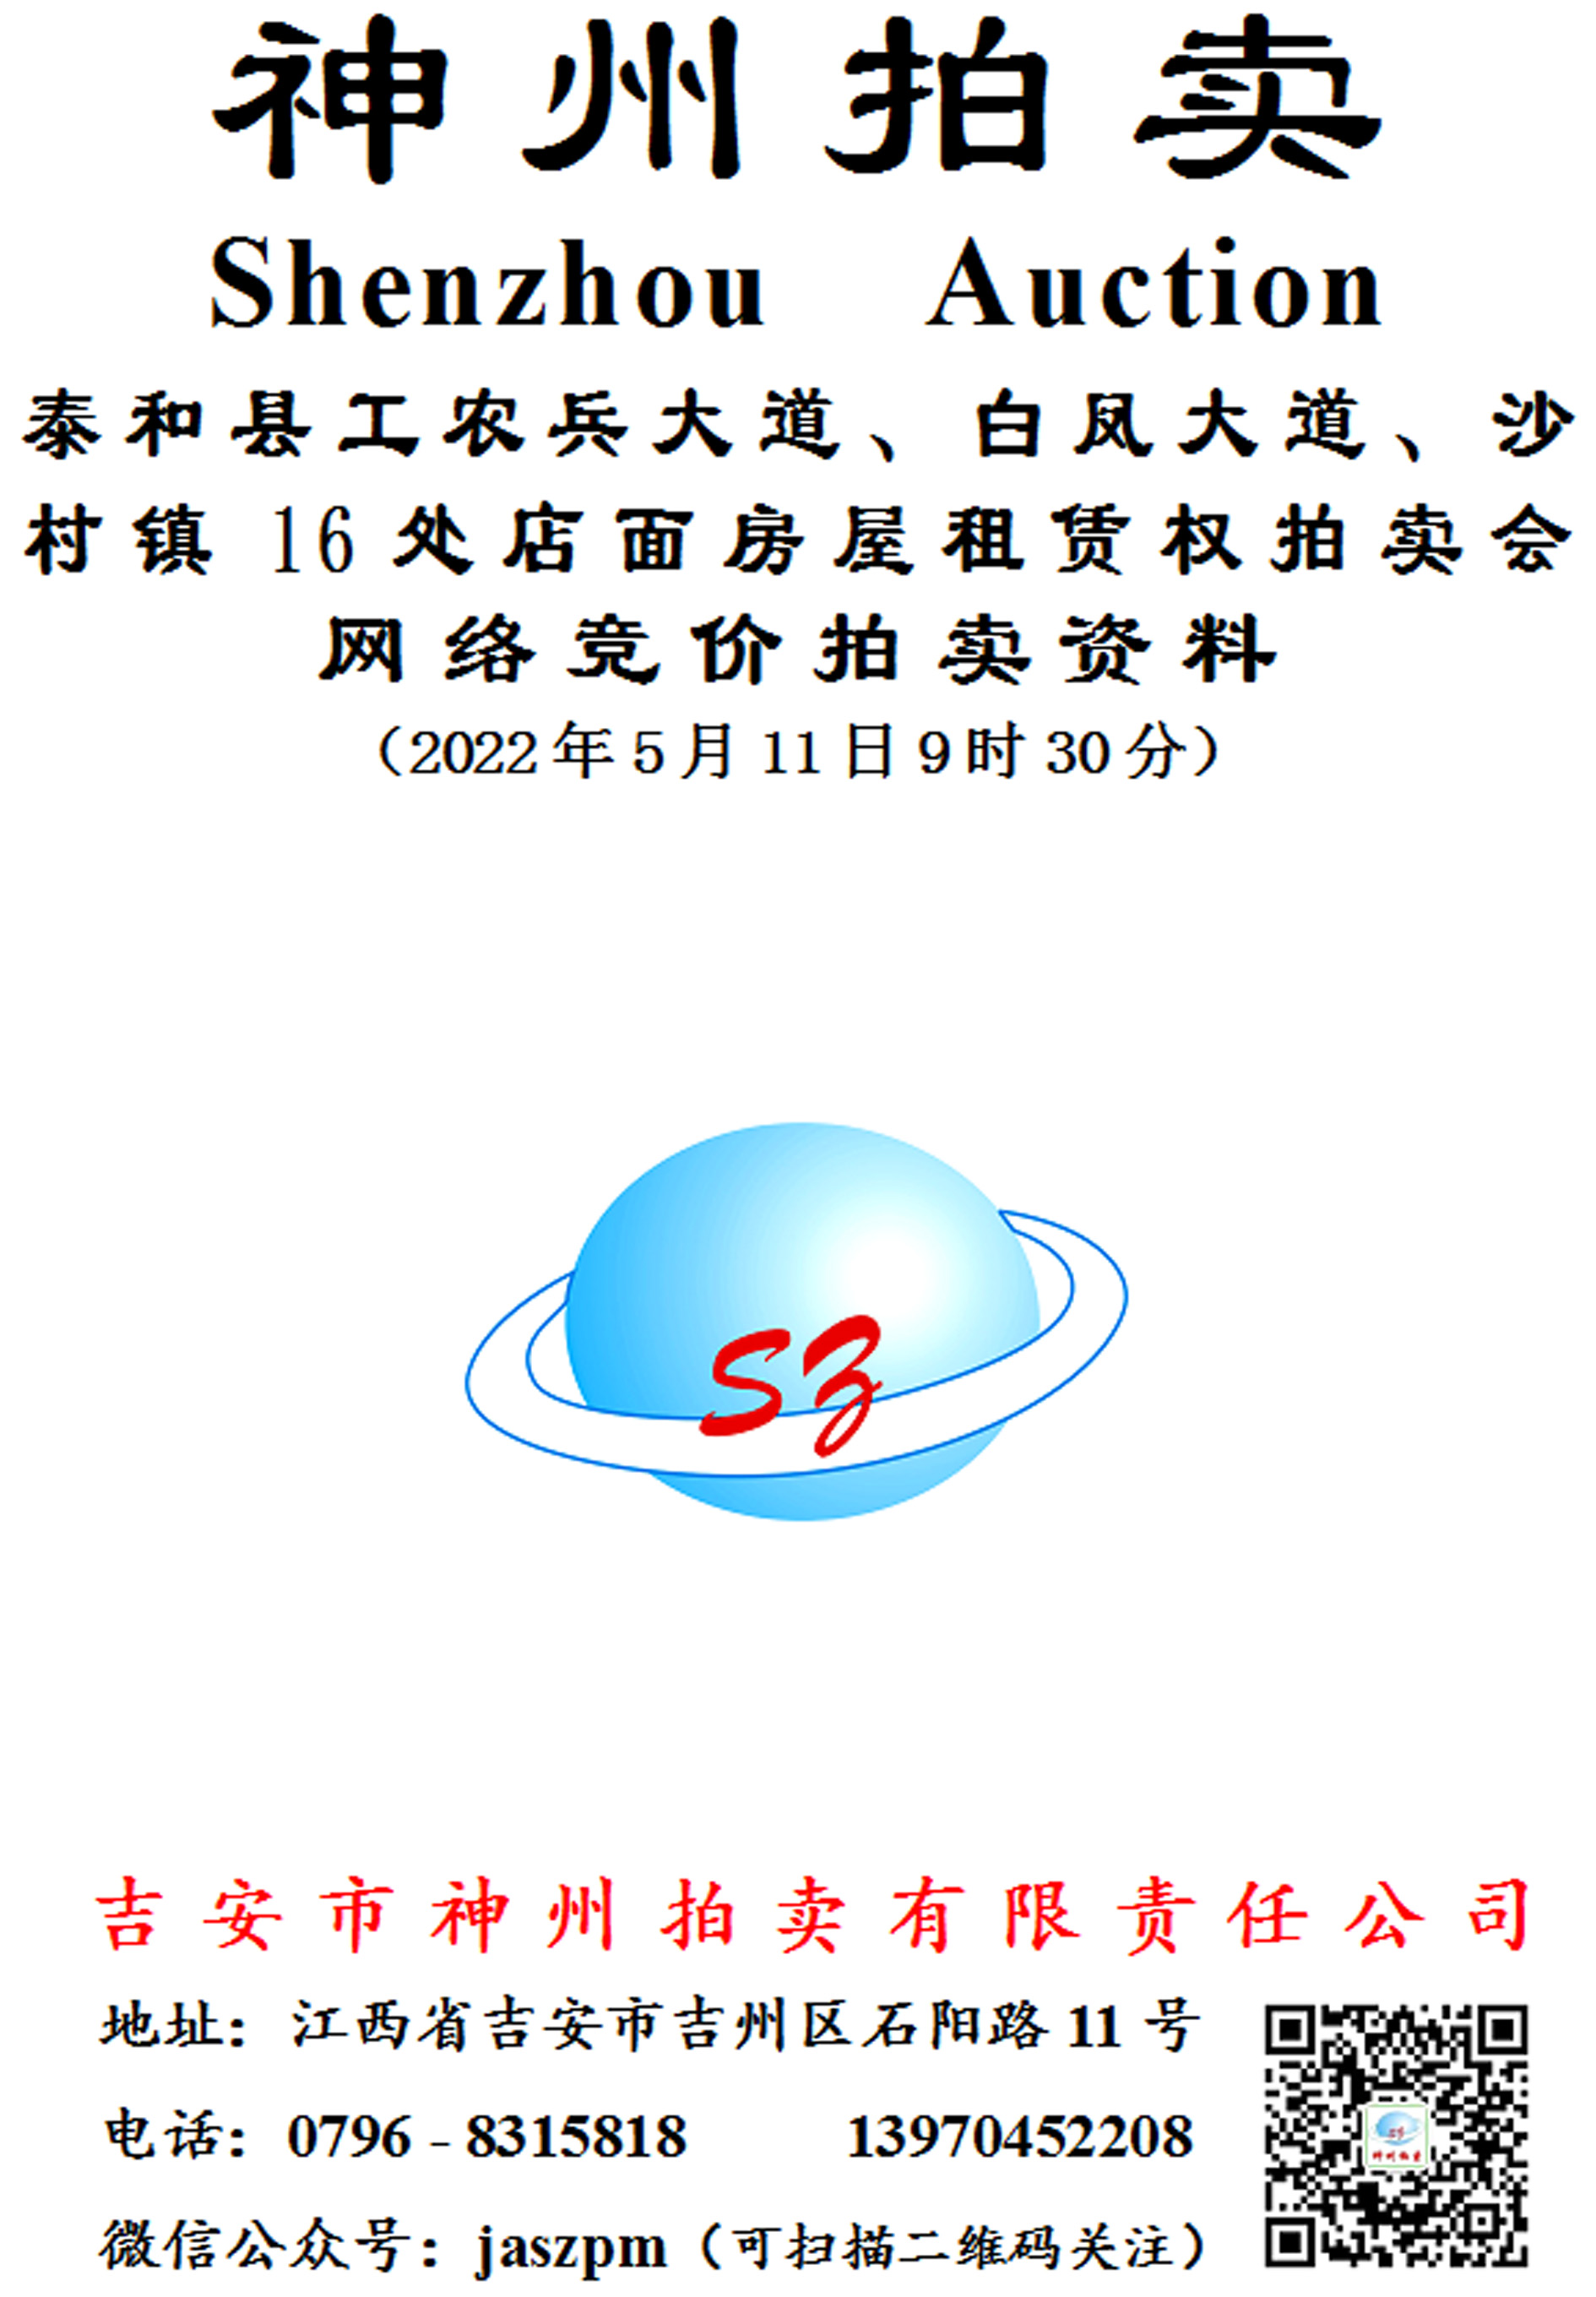 神州拍卖
Shenzhou Auction
泰和县工农兵大道、白凤大道、沙
村镇16处店面房屋租赁权拍卖会
网络竞价拍卖资料
（2022年5月11日9时30分）
SZ
吉安市神州拍卖有限责任公司
地址：江西省吉安市吉州区石阳路11号
电话：0796-8315818 13970452208
微信公众号：jaszpm（可扫描二维码关注）
神州拍卖